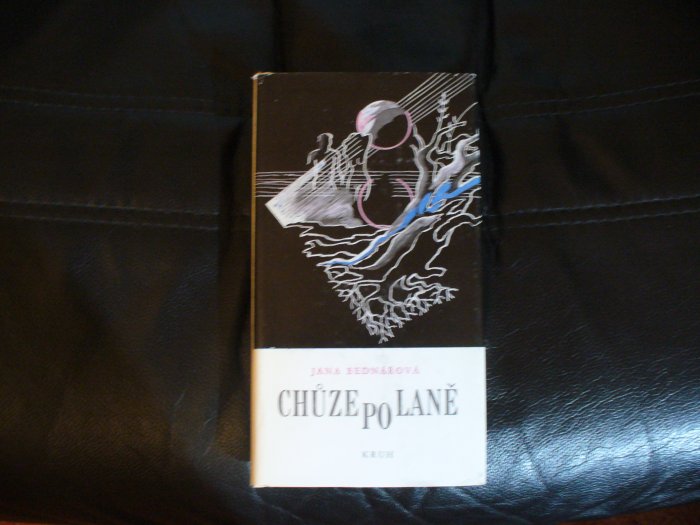 JANA BEDNÁŘOVÁ
CHŮZE PO LANĚ
KRUH